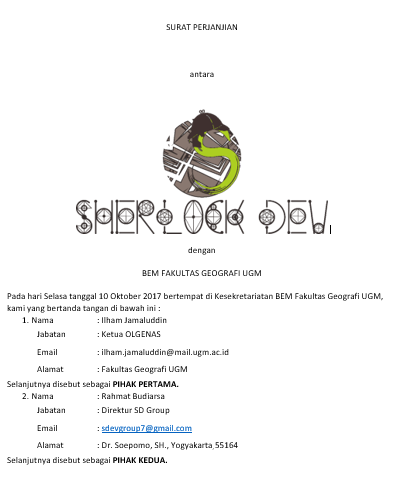 SURAT PERJANJIAN
antara
SHERLOCK DEV
dengan
BEM FAKULTAS GEOGRAFI UGM
Pada hari Selasa tanggal 10 Oktober 2017 bertempat di Kesekretariatan BEM Fakultas Geografi UGM,
kami yang bertanda tangan di bawah ini :
1. Nama : Ilham Jamaluddin
Jabatan : Ketua OLGENAS
Email : ilham.jamaluddin@mail.ugm.ac.id
Alamat : Fakultas Geografi UGM
Selanjutnya disebut sebagai PIHAK PERTAMA.
2. Nama : Rahmat Budiarsa
Jabatan : Direktur SD Group
Email : sdevgroup7@gmail.com
Alamat : Dr. Soepomo, SH., Yogyakarta 55164
Selanjutnya disebut sebagai PIHAK KEDUA.